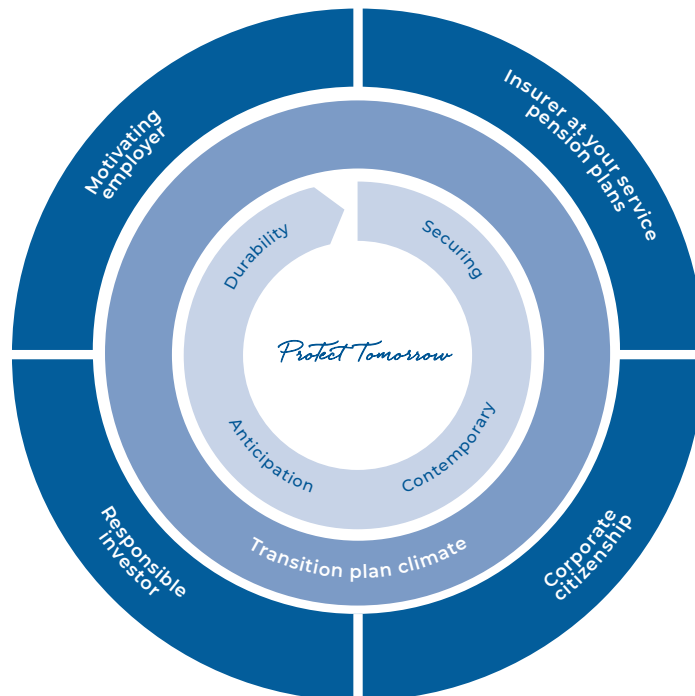 Motivating
employer
Insurer at your service
pension plans
Durability
Securing
Protect Tomorrow
Anticipation
Contemporary
Transition plan climate
Responsible
investor
Corporate
citizenship